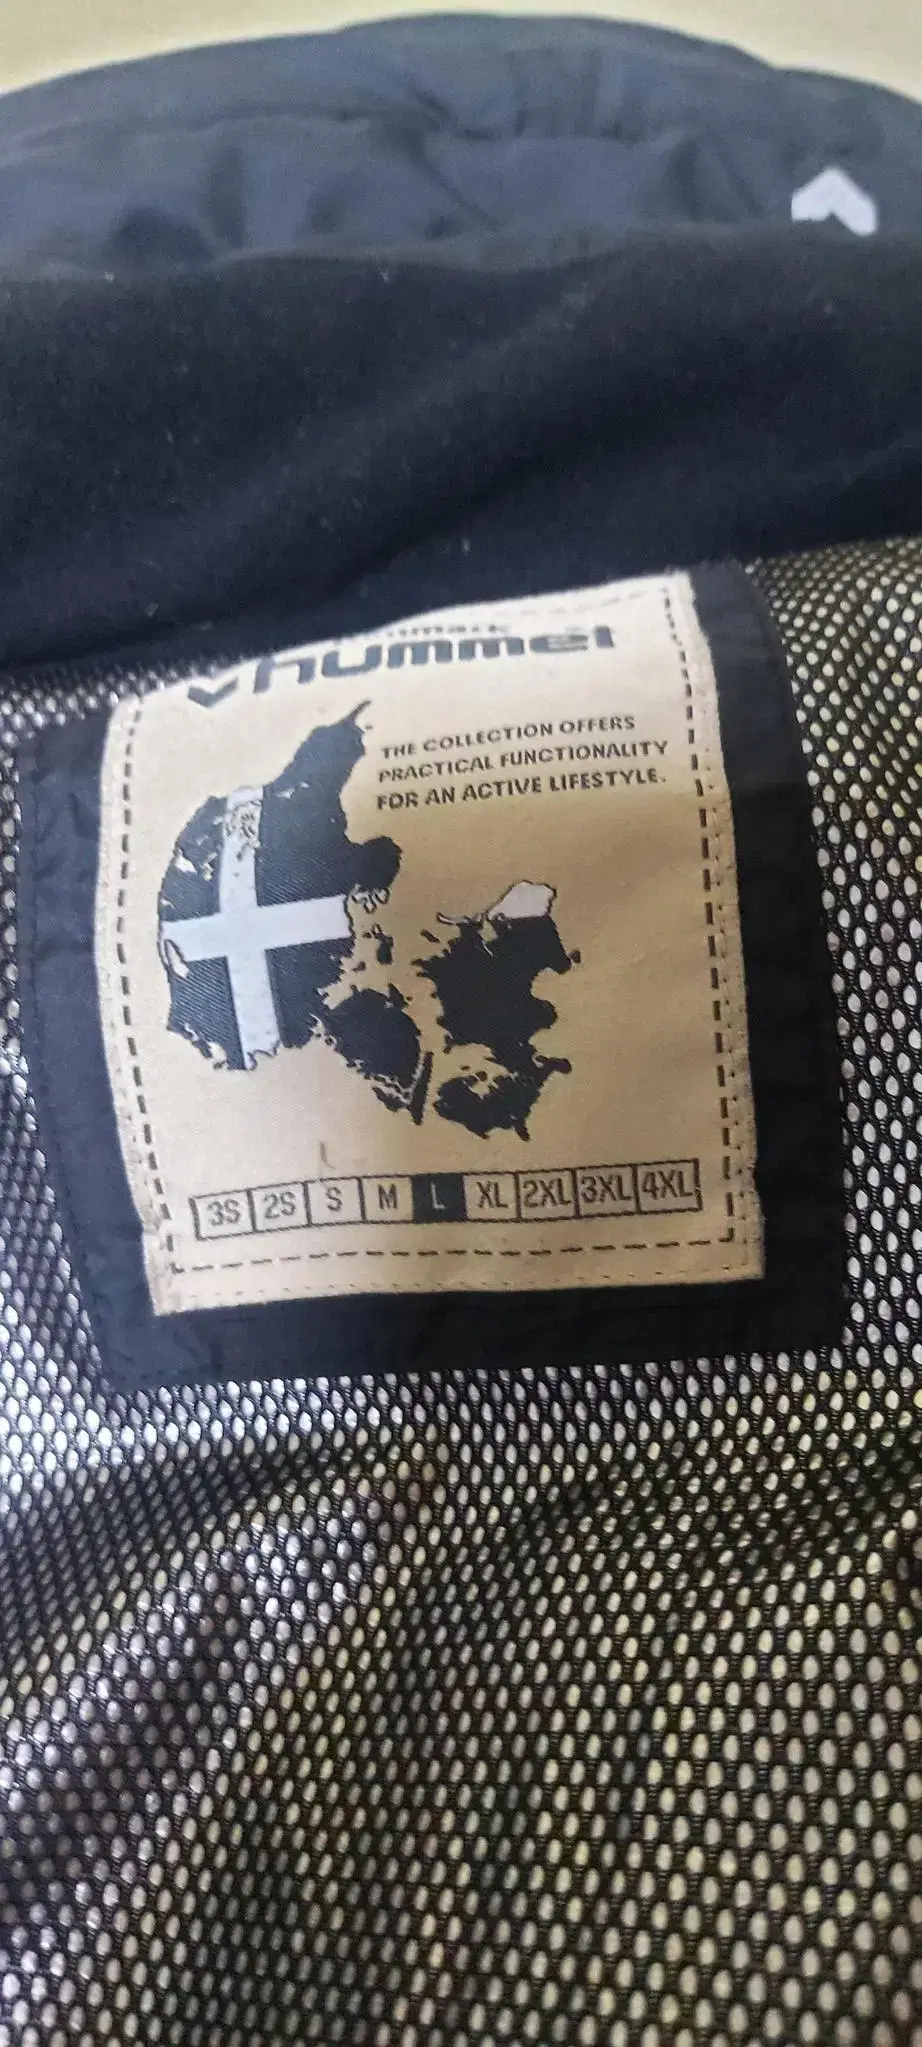 hummel
THE COLLECTION OFFERS
PRACTICAL FUNCTIONALITY
FOR AN ACTIVE LIFESTYLE.
3S 2S S M L XL 2XL 3XL 4XL